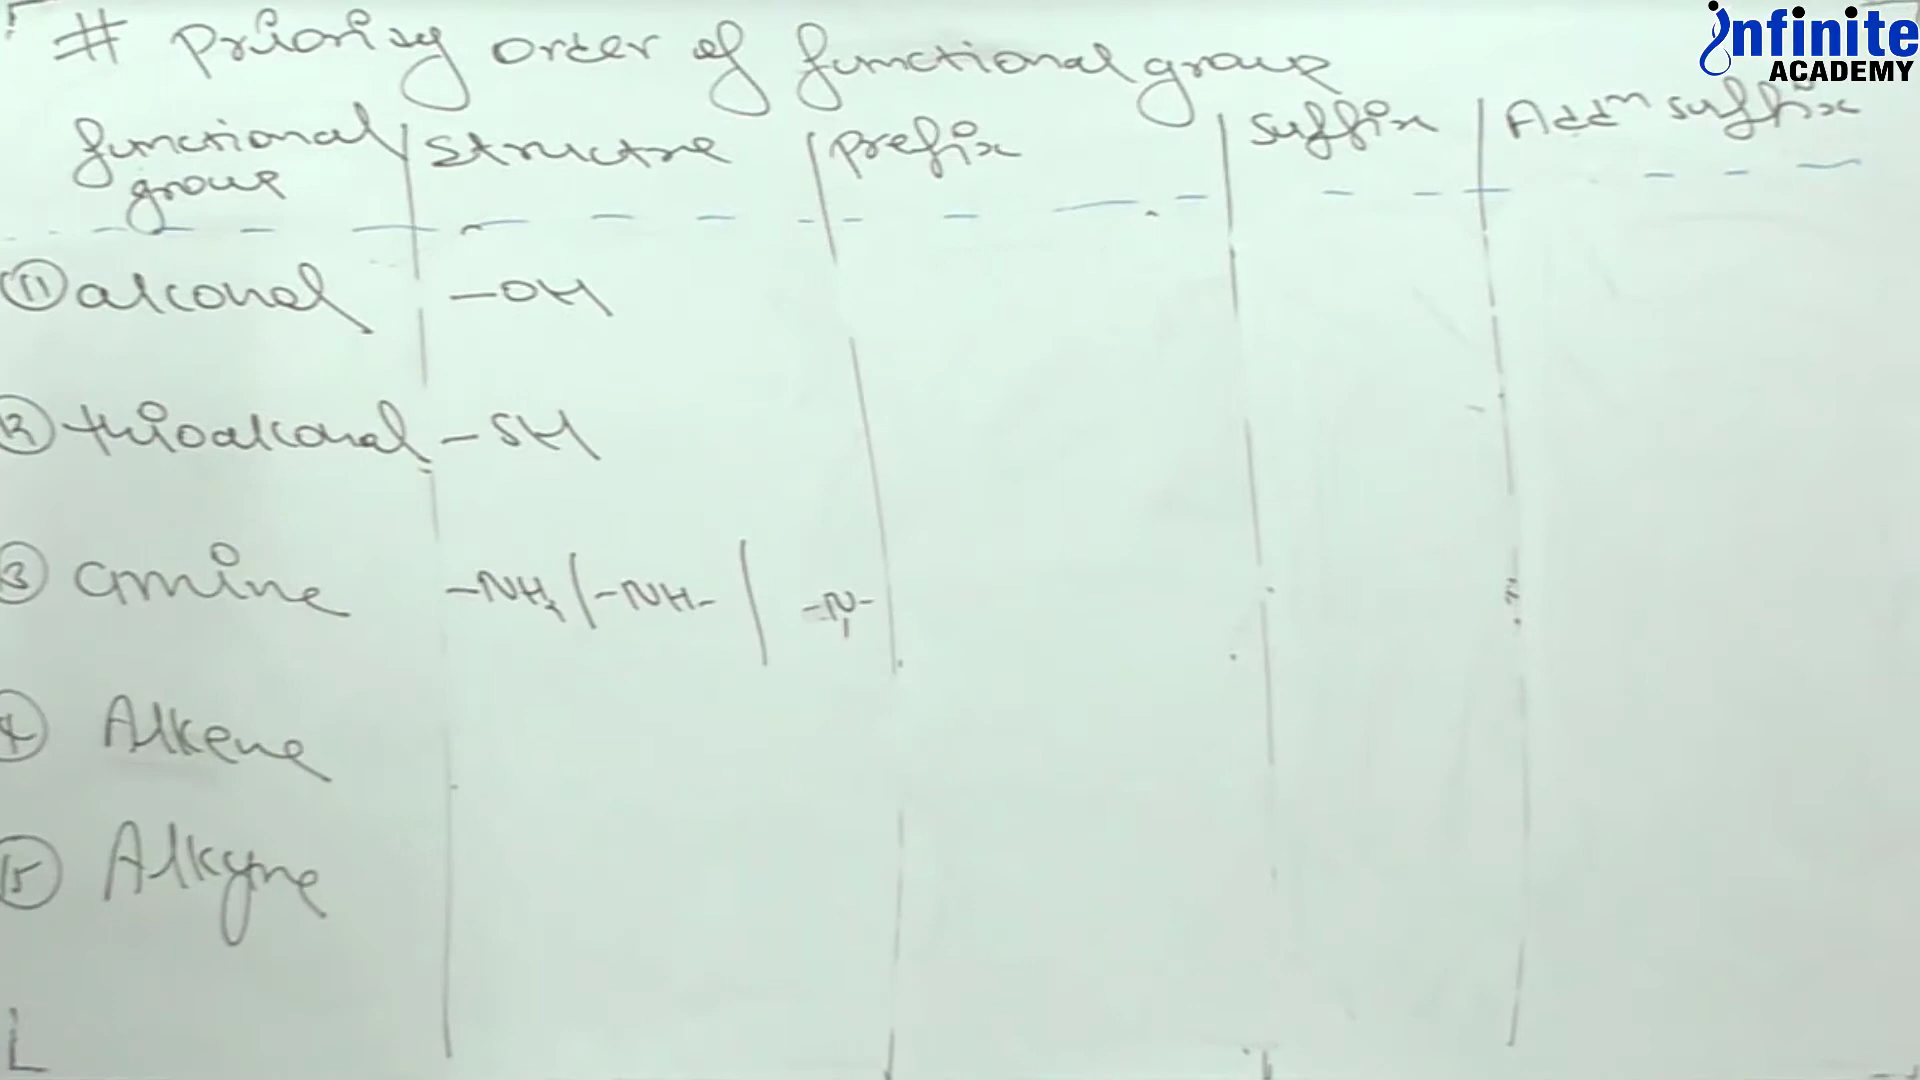 # Priority order of functional group
infinite
ACADEMY
functional group | Structure | Prefix | Suffix | Addn suffix
① alcohol -OH
② thioalcohol -SH
③ amine -NH2 / -NH- | -N-
④ Alkene
⑤ Alkyne